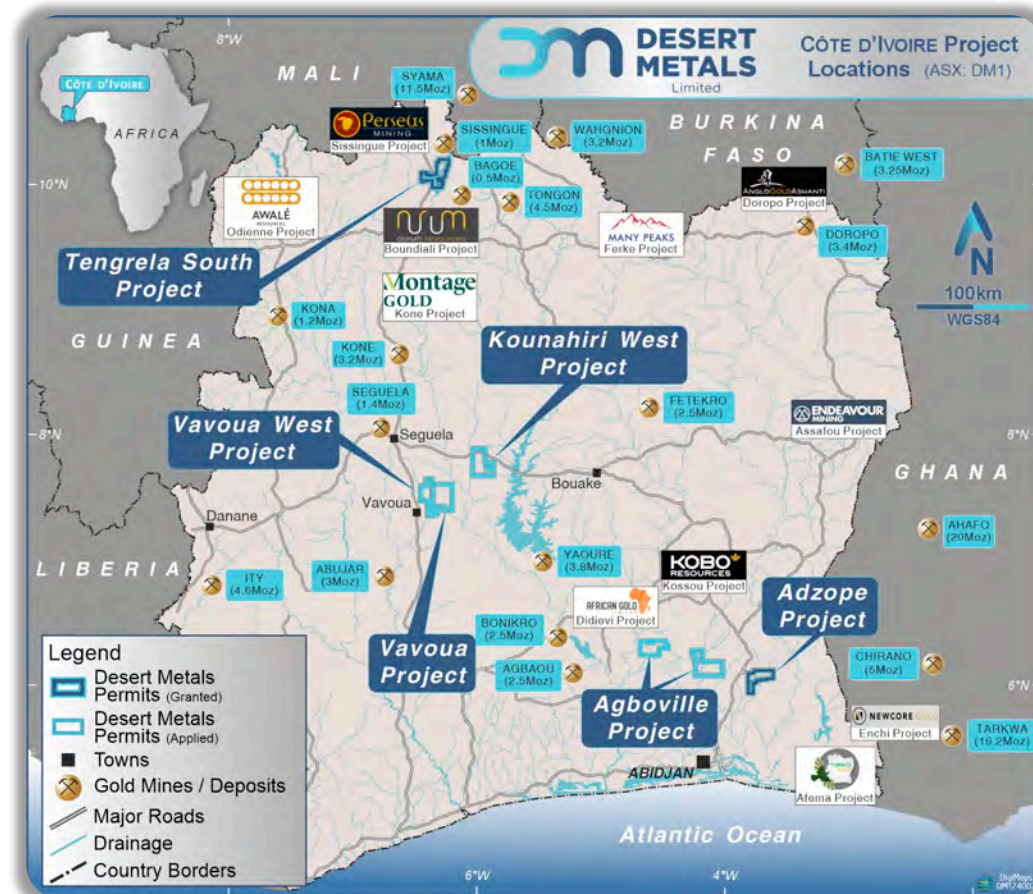 DESERT
METALS
Limited
CÔTE D'IVOIRE Project
Locations (ASX: DM1)
8°W
MALI
CÔTE D'IVOIRE
AFRICA
SYAMA
(11.5Moz)
Perseus
MINING
Sissingue Project
SISSINGUE
(1Moz)
WAHGNION
(3.2Moz)
BURKINA
FASO
BATIE WEST
(3.25Moz)
10°N
BAGOE
(0.5Moz)
TONGON
(4.5Moz)
ANGLOGOLDASHANTI
Doropo Project
AWALÉ
RESOURCES
Odienne Project
Boundiali Project
MANY PEAKS
Ferke Project
DOROPO
(3.4Moz)
N
100km
WGS84
Tengrela South
Project
Montage
GOLD
Kone Project
KONA
(1.2Moz)
GUINEA
KONE
(3.2Moz)
Kounahiri West
Project
SEGUELA
(1.4Moz)
FETEKRO
(2.5Moz)
ENDEAVOUR
MINING
Assafou Project
8°N
Seguela
Vavoua West
Project
8°N
GHANA
Bouake
Vavoua
Danane
AHAFO
(20Moz)
LIBERIA
ITY
ABUJAR
(3Moz)
YAOURE
(3.8Moz)
KOBO
RESOURCES
Kossou Project
AFRICAN GOLD
Didievi Project
Adzope
Project
BONIKRO
(2.5Moz)
Vavoua
Project
AGBAOU
(2.5Moz)
Agboville
Project
CHIRANO
(5Moz)
6°N
NEWCORE GOLD
Enchi Project
TARKWA
(16.2Moz)
ABIDJAN
Afema Project
Atlantic Ocean
6°W
4°W
Legend
Desert Metals
Permits (Granted)
Desert Metals
Permits (Applied)
Towns
Gold Mines / Deposits
Major Roads
Drainage
Country Borders
DigiMaps